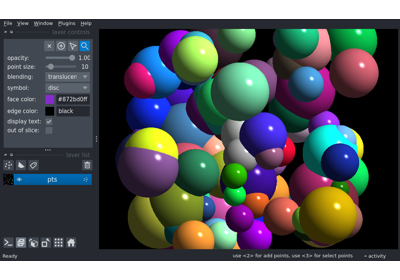 File View Window Plugins Help
layer controls
opacity: 1.00
point size: 10
blending: translucen
symbol: disc
face color: #872bd0ff
edge color: black
display text:
out of slice:
layer list
pts
Ready use <2> for add points, use <3> for select points activity